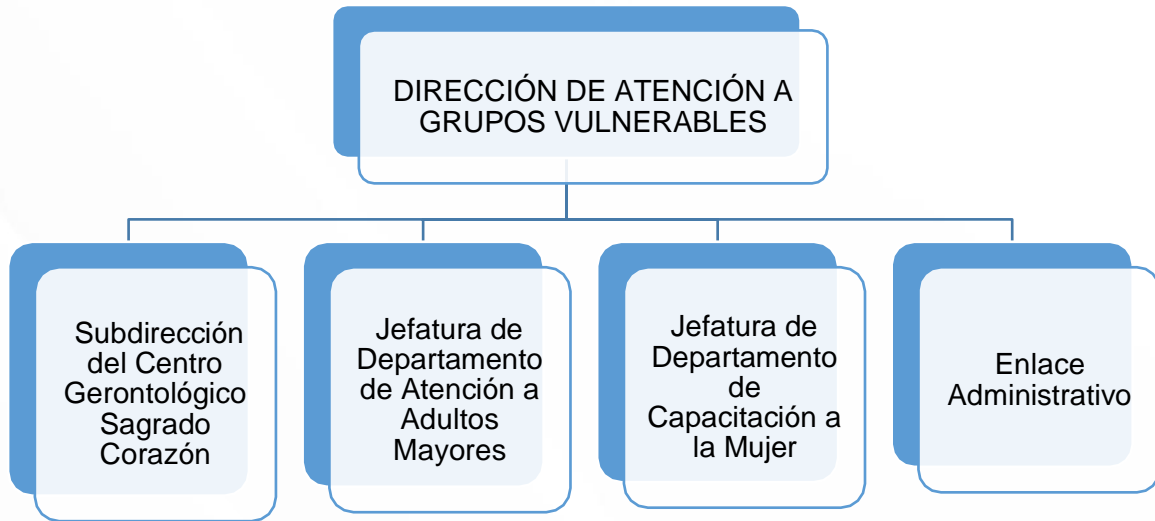 DIRECCIÓN DE ATENCIÓN A
GRUPOS VULNERABLES
Subdirección
del Centro
Gerontológico
Sagrado
Corazón
Jefatura de
Departamento
de Atención a
Adultos
Mayores
Jefatura de
Departamento
de
Capacitación a
la Mujer
Enlace
Administrativo